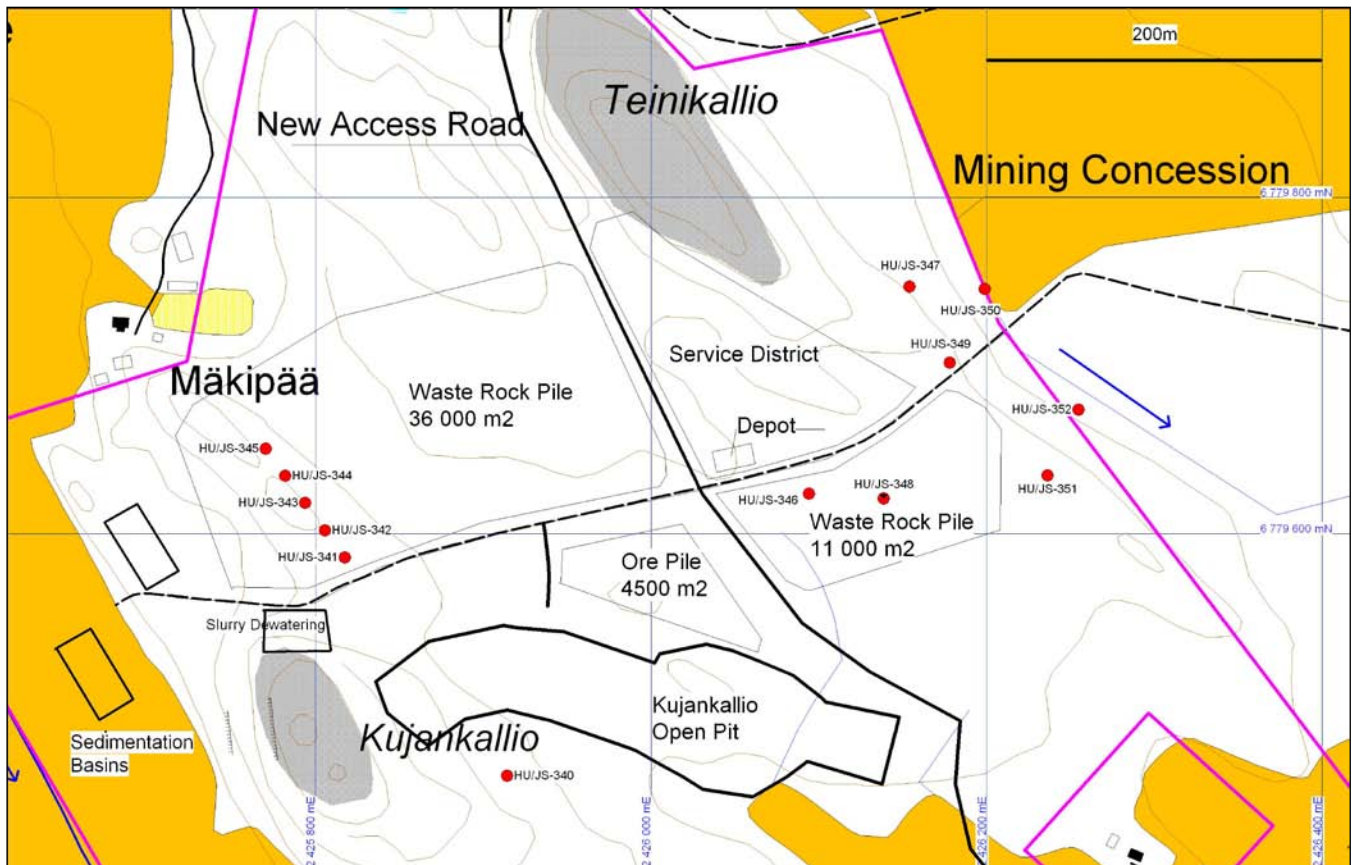 200m
Teinikallio
New Access Road
Mining Concession
6 779 800 mN
HU/JS-347
HU/JS-350
HU/JS-349
Service District
Mäkipää
Waste Rock Pile
36 000 m2
HU/JS-352
Depot
HU/JS-345
HU/JS-344
HU/JS-343
HU/JS-342
HU/JS-341
HU/JS-346
HU/JS-348
HU/JS-351
Waste Rock Pile
11 000 m2
6 779 600 mN
Ore Pile
4500 m2
Slurry Dewatering
Kujankallio
Open Pit
Kujankallio
Sedimentation
Basins
HU/JS-340
2 425 800 mE
2 426 000 mE
2 426 200 mE
2 426 400 mE